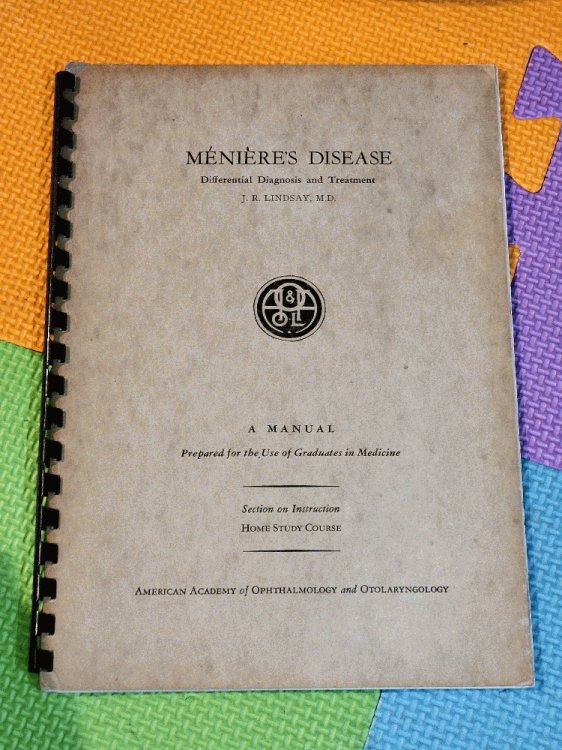 MÉNIÈRE'S DISEASE
Differential Diagnosis and Treatment
J. R. LINDSAY, M.D.
A MANUAL
Prepared for the Use of Graduates in Medicine
Section on Instruction
HOME STUDY COURSE
AMERICAN ACADEMY of OPHTHALMOLOGY and OTOLARYNGOLOGY